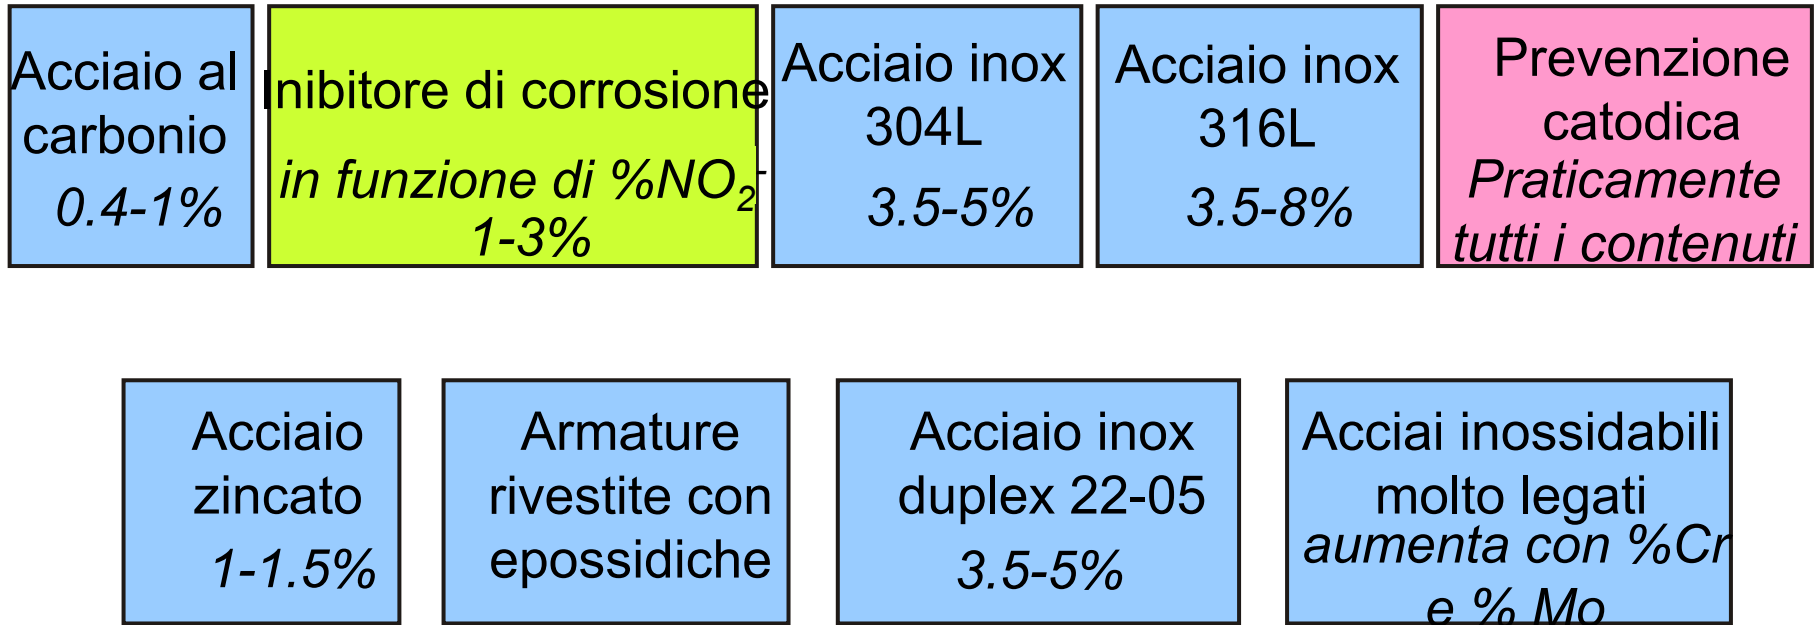 Acciaio al
carbonio
0.4-1%
Inibitore di corrosione
in funzione di %NO₂⁻
1-3%
Acciaio inox
304L
3.5-5%
Acciaio inox
316L
3.5-8%
Prevenzione
catodica
Praticamente
tutti i contenuti
Acciaio
zincato
1-1.5%
Armature
rivestite con
epossidiche
Acciaio inox
duplex 22-05
3.5-5%
Acciai inossidabili
molto legati
aumenta con %Cr
e % Mo